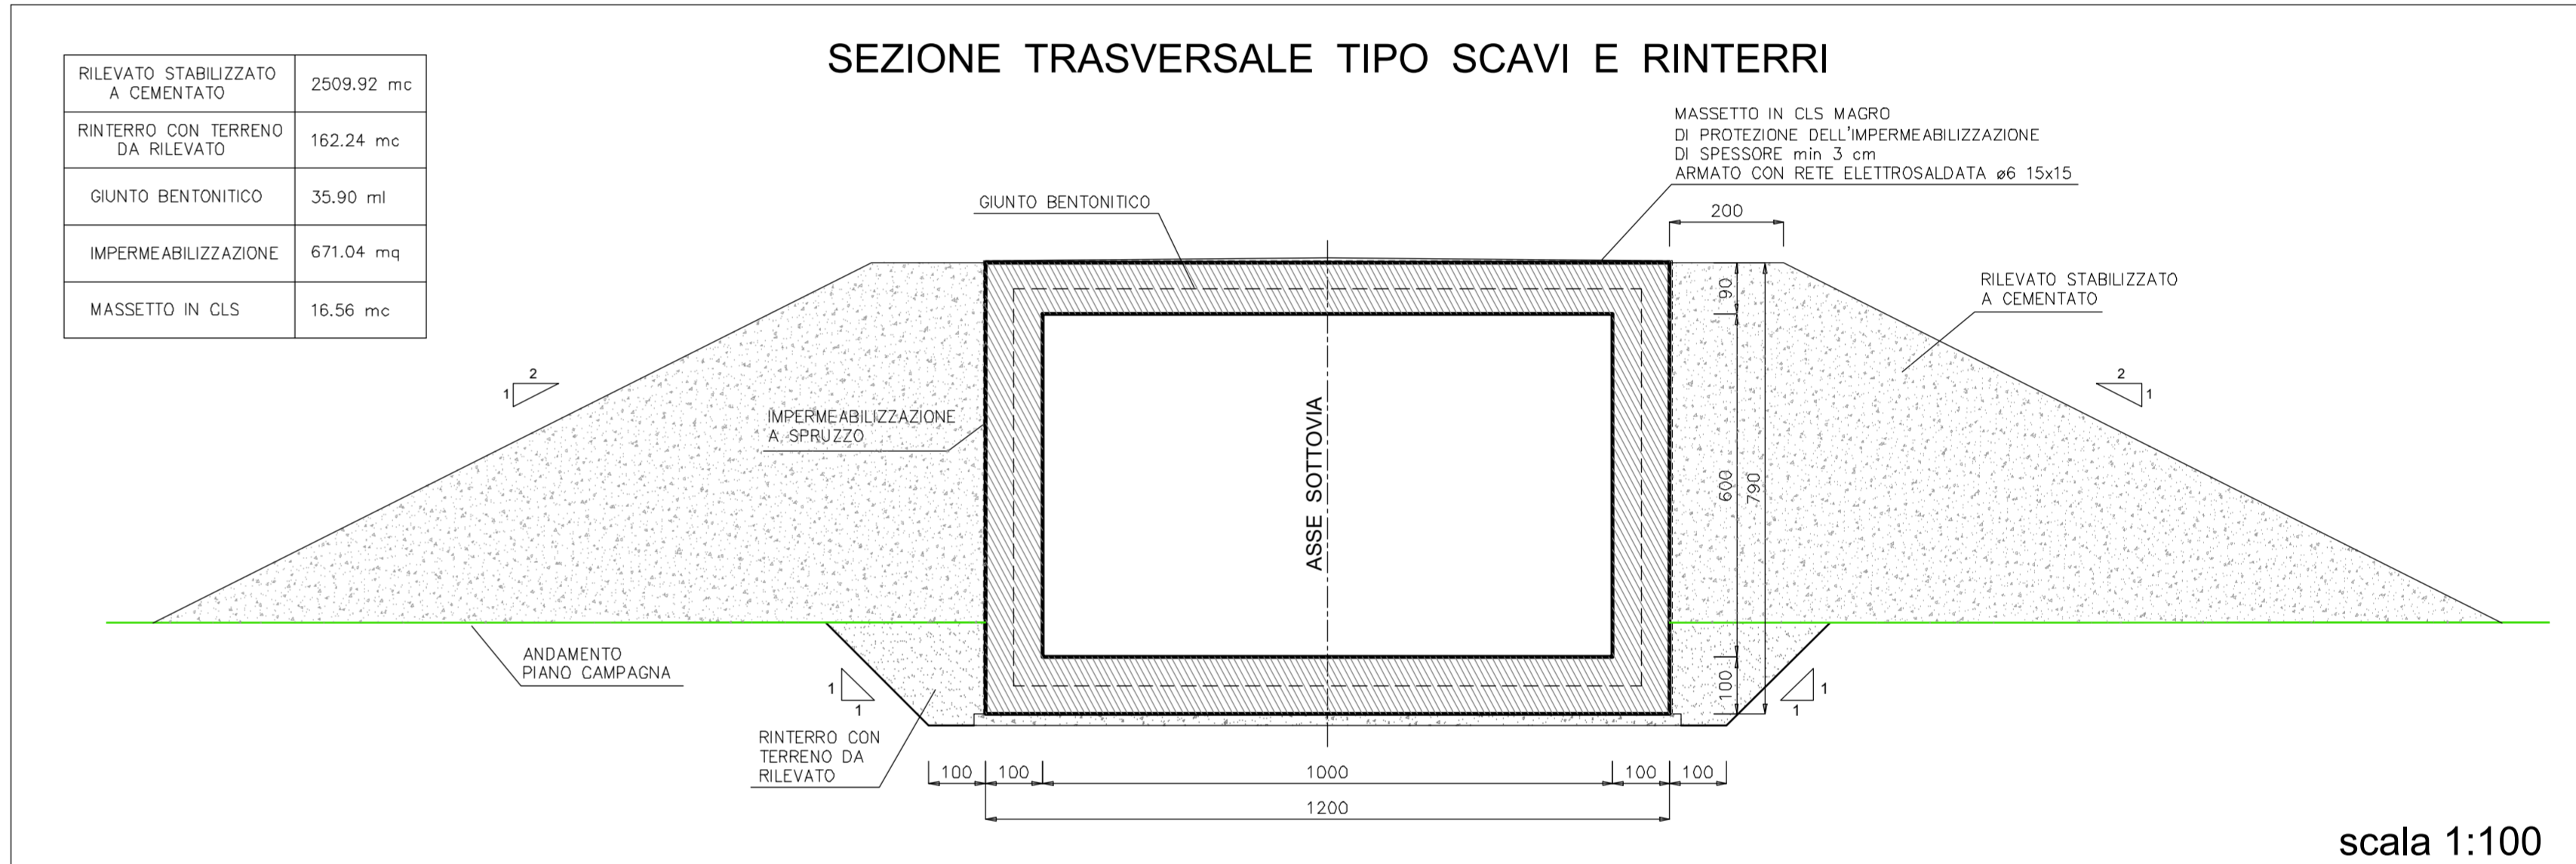 SEZIONE TRASVERSALE TIPO SCAVI E RINTERRI
RILEVATO STABILIZZATO
A CEMENTATO
2509.92 mc
RINTERRO CON TERRENO
DA RILEVATO
162.24 mc
GIUNTO BENTONITICO
35.90 ml
IMPERMEABILIZZAZIONE
671.04 mq
MASSETTO IN CLS
16.56 mc
MASSETTO IN CLS MAGRO
DI PROTEZIONE DELL'IMPERMEABILIZZAZIONE
DI SPESSORE min 3 cm
ARMATO CON RETE ELETTROSALDATA ø6 15x15
GIUNTO BENTONITICO
200
RILEVATO STABILIZZATO
A CEMENTATO
90
2
1
2
1
IMPERMEABILIZZAZIONE
A SPRUZZO
ASSE SOTTOVIA
600
790
ANDAMENTO
PIANO CAMPAGNA
1
1
100
1
1
RINTERRO CON
TERRENO DA
RILEVATO
100
100
1000
100
100
1200
scala 1:100